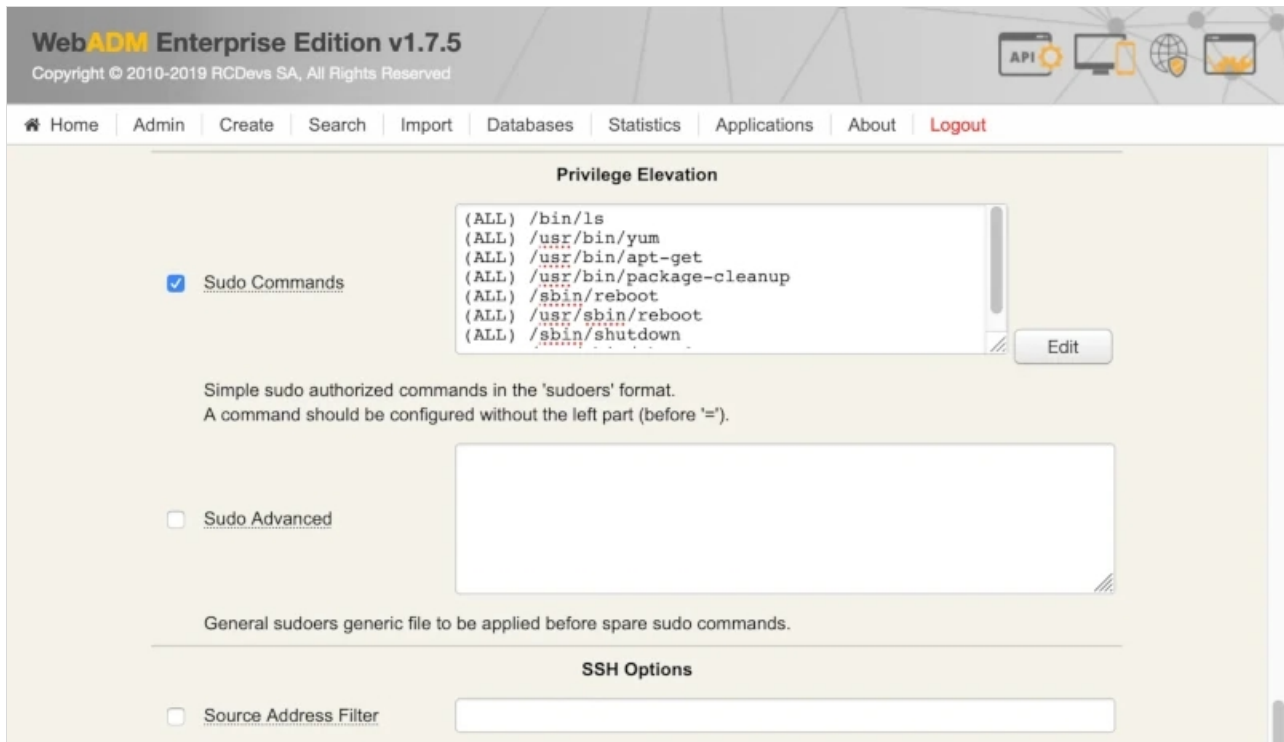 WebADM Enterprise Edition v1.7.5
Copyright © 2010-2019 RCDevs SA, All Rights Reserved
API
Home Admin Create Search Import Databases Statistics Applications About Logout
Privilege Elevation
Sudo Commands
(ALL) /bin/ls
(ALL) /usr/bin/yum
(ALL) /usr/bin/apt-get
(ALL) /usr/bin/package-cleanup
(ALL) /sbin/reboot
(ALL) /usr/sbin/reboot
(ALL) /sbin/shutdown
Edit
Simple sudo authorized commands in the 'sudoers' format.
A command should be configured without the left part (before '=').
Sudo Advanced
General sudoers generic file to be applied before spare sudo commands.
SSH Options
Source Address Filter